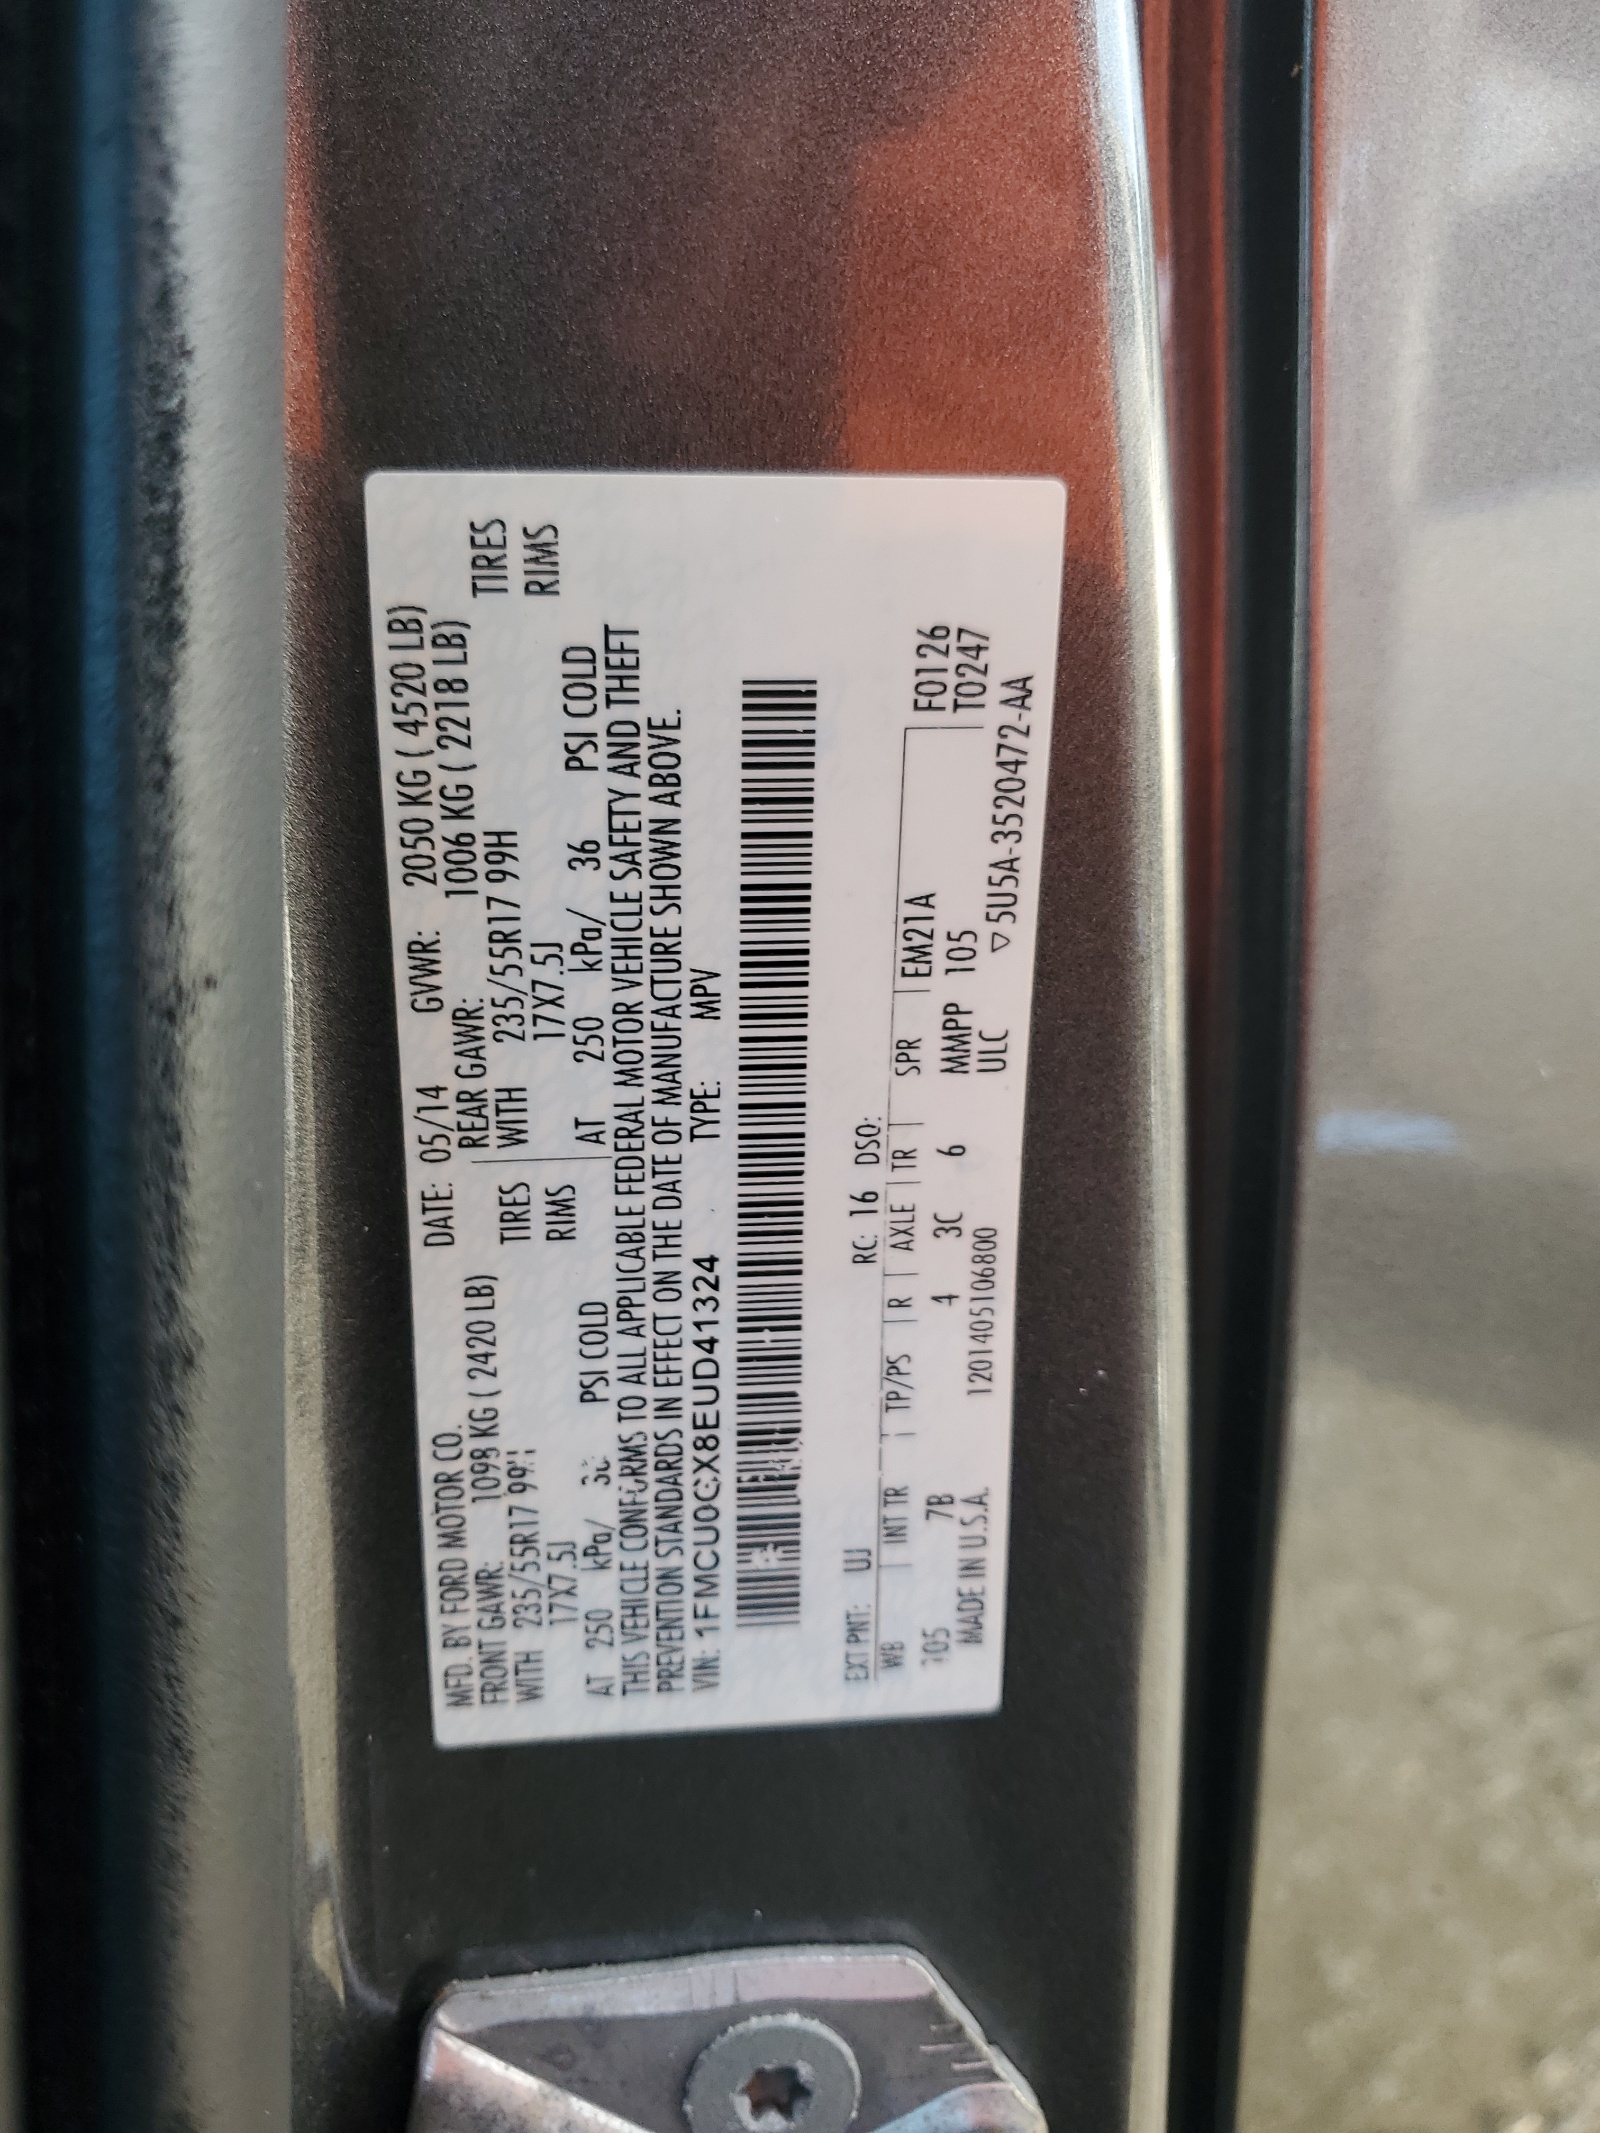 MFD. BY FORD MOTOR CO. DATE: 05/14 GVWR: 2050 KG ( 4520 LB)
FRONT GAWR: 1098 KG ( 2420 LB) REAR GAWR: 1006 KG ( 2218 LB)
WITH 235/55R17 99H TIRES WITH 235/55R17 99H TIRES
17X7.5J RIMS 17X7.5J RIMS
AT 250 kPa/ PSI COLD AT 250 kPa/ 36 PSI COLD
THIS VEHICLE CONFORMS TO ALL APPLICABLE FEDERAL MOTOR VEHICLE SAFETY AND THEFT
PREVENTION STANDARDS IN EFFECT ON THE DATE OF MANUFACTURE SHOWN ABOVE.
VIN: 1FMCU0GX8EUD41324 TYPE: MPV
EXT PNT: UJ RC: 16 DSO:
WB INT TR TP/PS R AXLE TR SPR EM21A F0126
105 7B 4 3C 6 MMPP 105 T0247
MADE IN U.S.A. 1201405106800 ULC ▽5U5A-3520472-AA